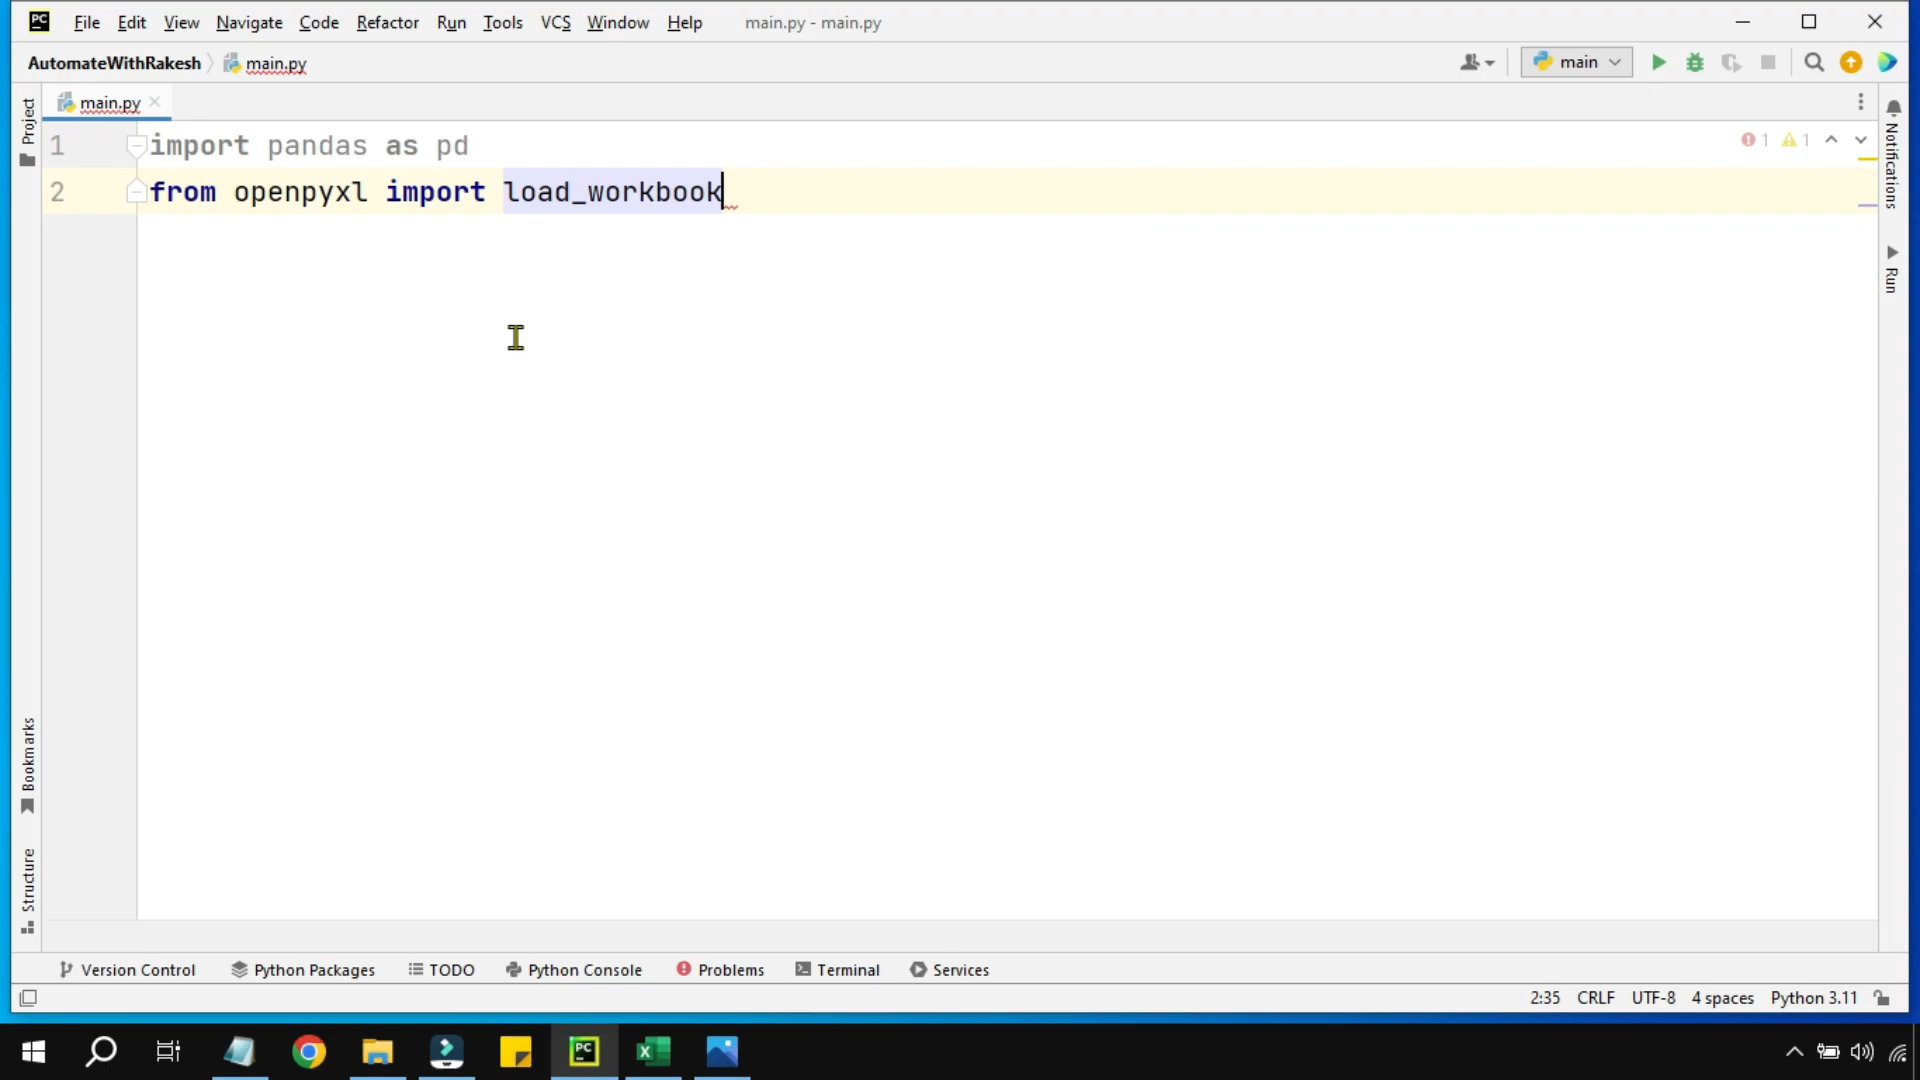 PC File Edit View Navigate Code Refactor Run Tools VCS Window Help main.py - main.py
AutomateWithRakesh main.py main
main.py
Project
1 import pandas as pd
1 1
2 from openpyxl import load_workbook
Notifications
Run
Bookmarks
Structure
Version Control Python Packages TODO Python Console Problems Terminal Services
2:35 CRLF UTF-8 4 spaces Python 3.11
PC